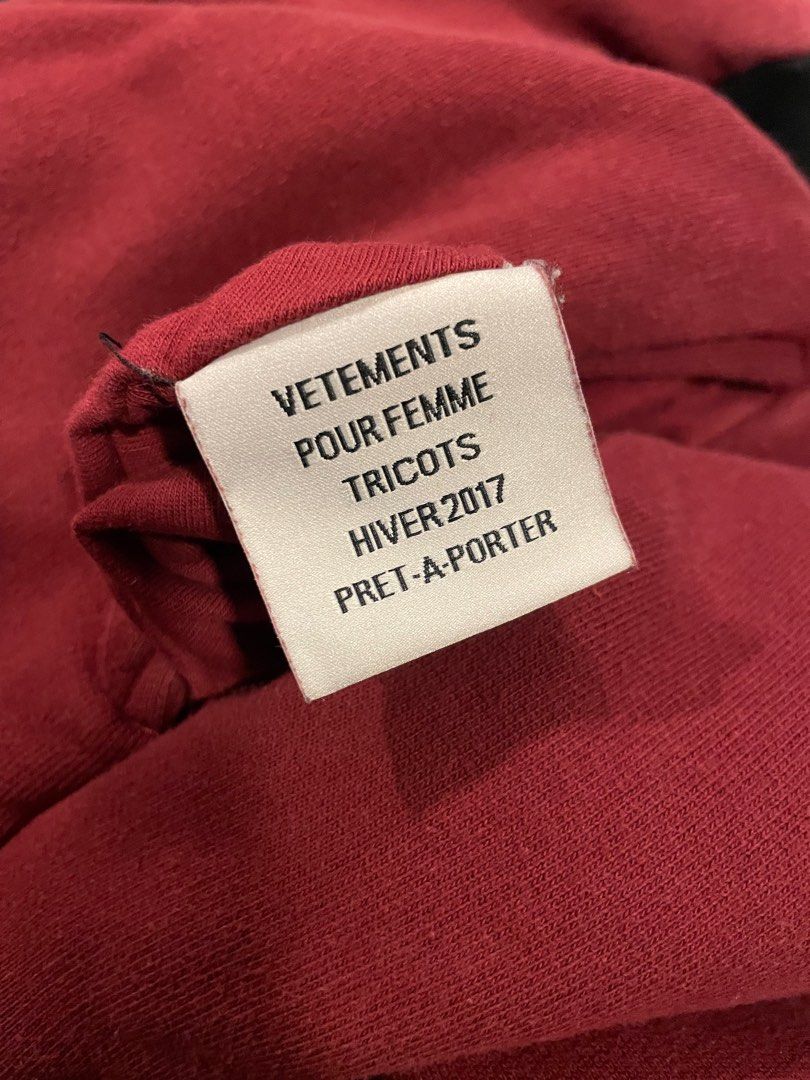 VETEMENTS
POUR FEMME
TRICOTS
HIVER 2017
PRET-A-PORTER